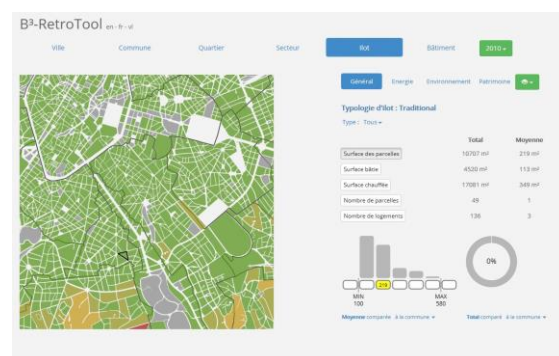 B³-RetroTool en - fr - nl
Ville Commune Quartier Secteur Ilot Bâtiment 2010
Général Energie Environnement Patrimoine
Typologie d'îlot : Traditional
Type : Tous
Total Moyenne
Surface des parcelles 10707 m² 219 m²
Surface bâtie 4520 m² 113 m²
Surface chauffée 17081 m² 349 m²
Nombre de parcelles 49 1
Nombre de logements 136 3
0%
219
MIN MAX
100 580
Moyenne comparée à la commune Total comparé à la commune